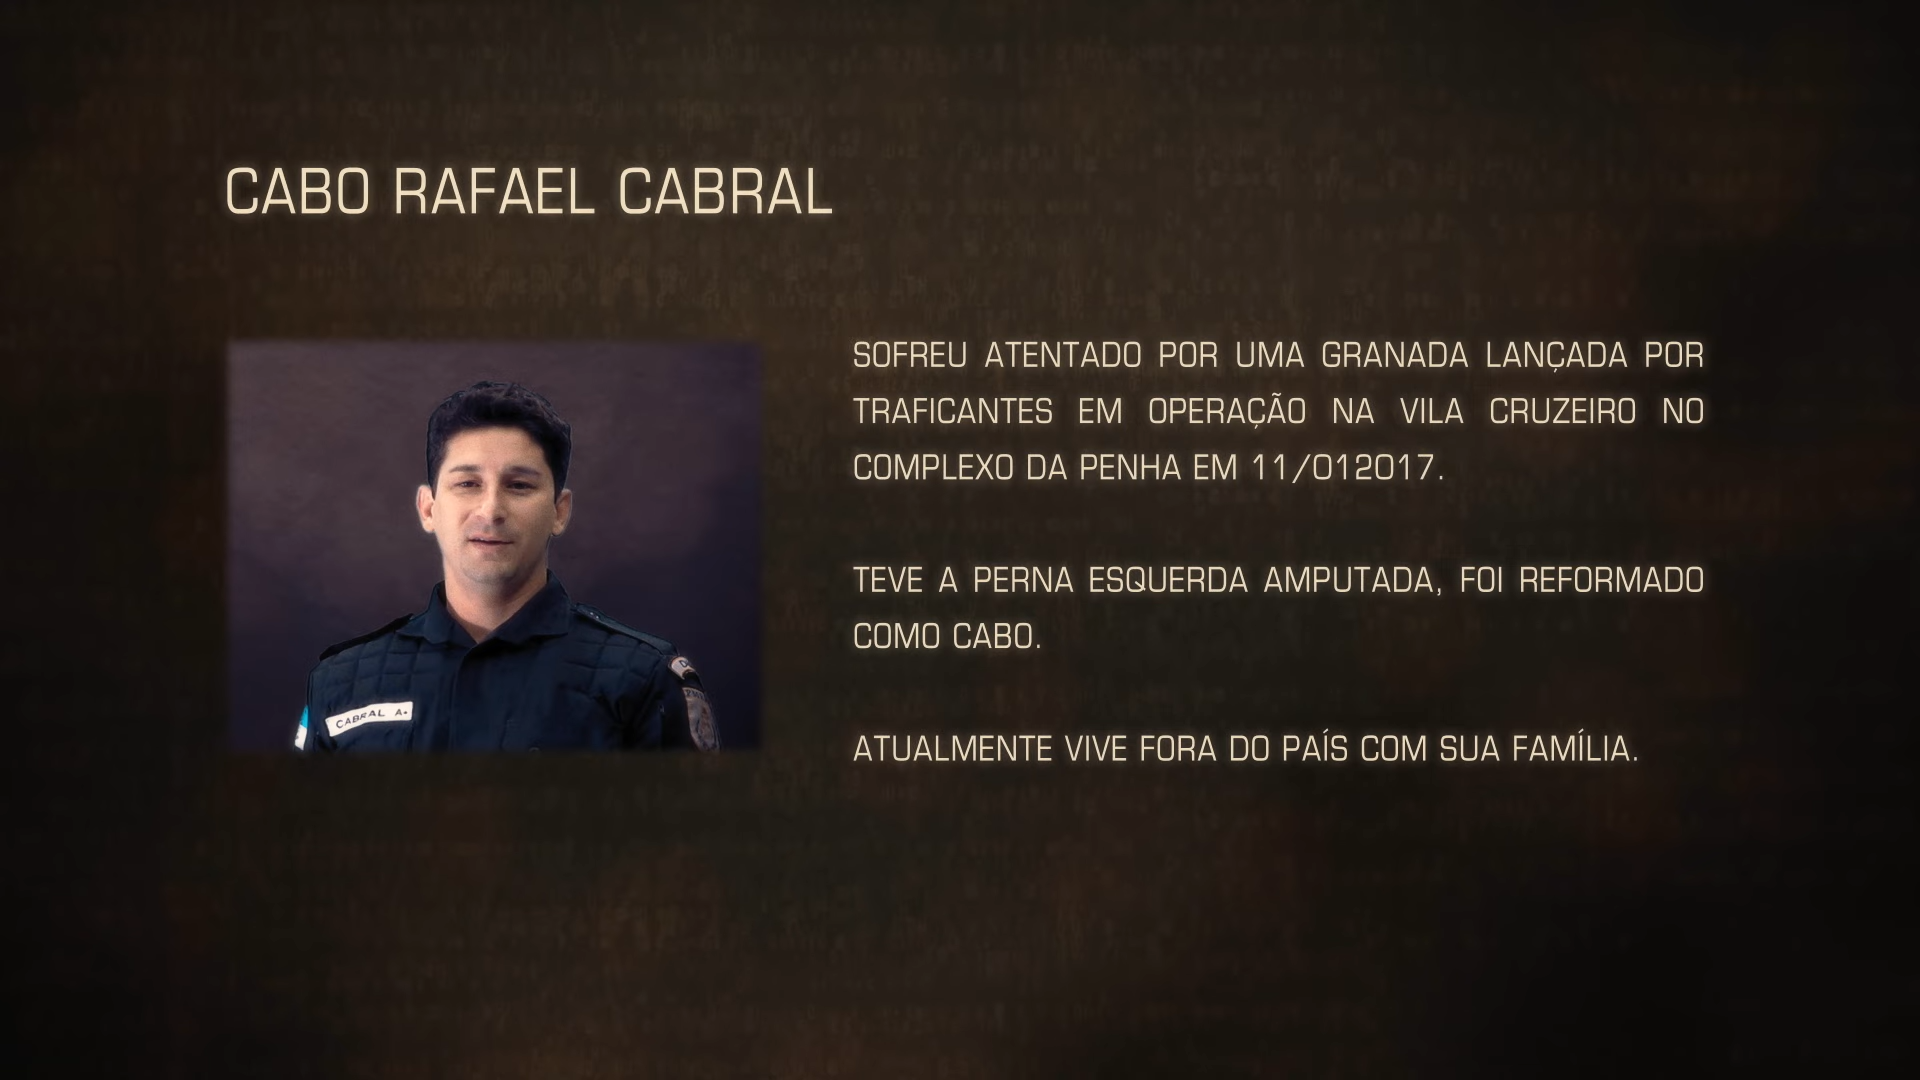 CABO RAFAEL CABRAL
SOFREU ATENTADO POR UMA GRANADA LANÇADA POR
TRAFICANTES EM OPERAÇÃO NA VILA CRUZEIRO NO
COMPLEXO DA PENHA EM 11/012017.
TEVE A PERNA ESQUERDA AMPUTADA, FOI REFORMADO
COMO CABO.
ATUALMENTE VIVE FORA DO PAÍS COM SUA FAMÍLIA.
CABRAL A+